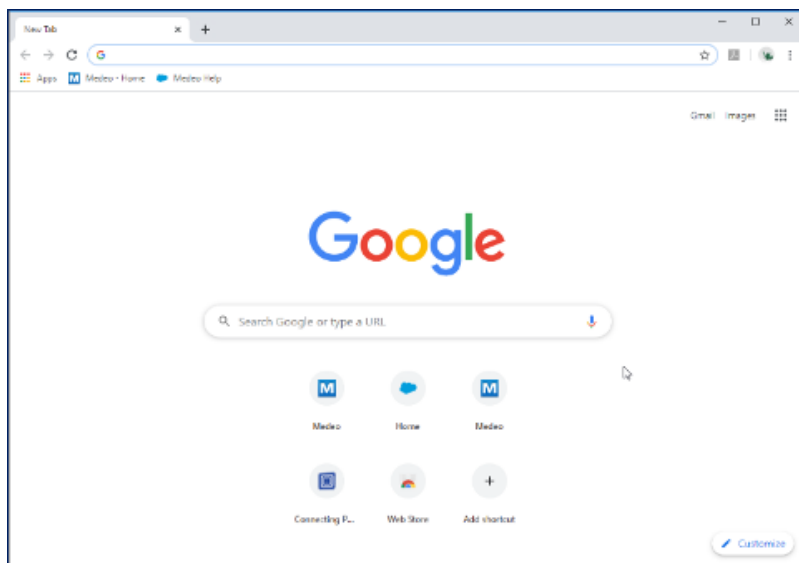 New Tab
Apps Medeo - Home Medeo Help
Gmail Images
Google
Search Google or type a URL
Medeo Home Medeo
Connecting P... Web Store Add shortcut
Customize